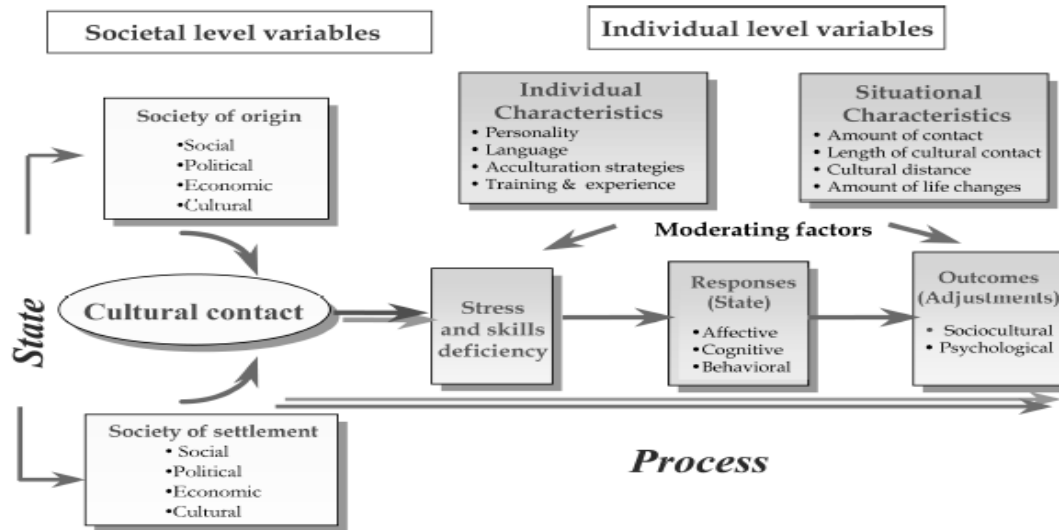 Societal level variables
Individual level variables
Society of origin
•Social
•Political
•Economic
•Cultural
Individual
Characteristics
• Personality
• Language
• Acculturation strategies
• Training & experience
Situational
Characteristics
• Amount of contact
• Length of cultural contact
• Cultural distance
• Amount of life changes
Moderating factors
State
Cultural contact
Stress
and skills
deficiency
Responses
(State)
• Affective
• Cognitive
• Behavioral
Outcomes
(Adjustments)
• Sociocultural
• Psychological
Society of settlement
• Social
•Political
•Economic
•Cultural
Process